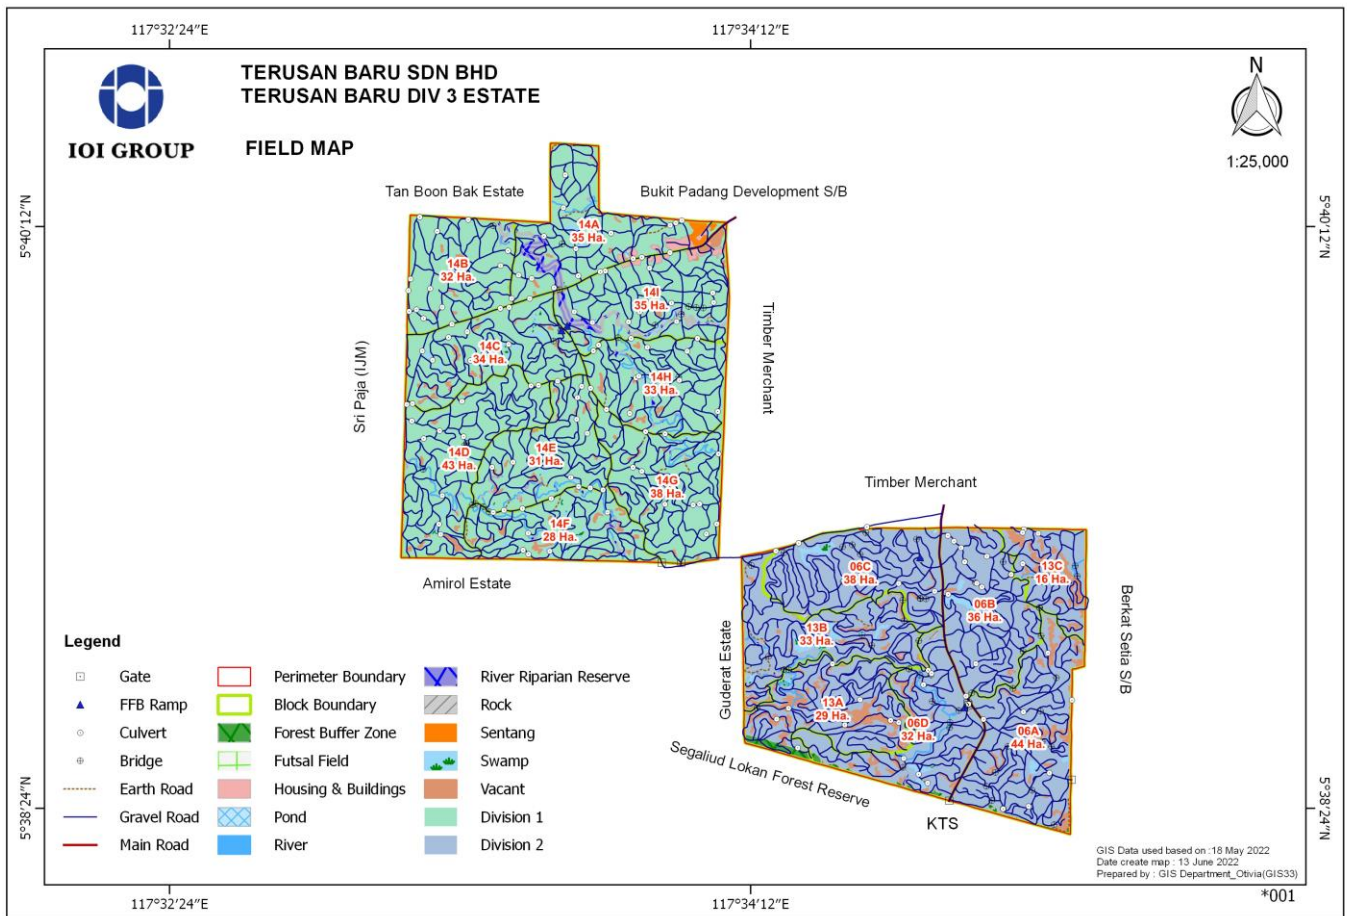 117°32'24"E
117°34'12"E
TERUSAN BARU SDN BHD
TERUSAN BARU DIV 3 ESTATE
IOI GROUP
FIELD MAP
N
1:25,000
5°40'12"N
5°40'12"N
Tan Boon Bak Estate
Bukit Padang Development S/B
14A
35 Ha.
14B
32 Ha.
14I
35 Ha.
Timber Merchant
Sri Paja (IJM)
14C
34 Ha.
14H
33 Ha.
14D
43 Ha.
14E
31 Ha.
14G
38 Ha.
14F
28 Ha.
Amirol Estate
Timber Merchant
06C
38 Ha.
13C
16 Ha.
06B
36 Ha.
13B
33 Ha.
Guderat Estate
Berkat Setia S/B
13A
29 Ha.
06D
32 Ha.
06A
44 Ha.
Segaliud Lokan Forest Reserve
KTS
Legend
Gate
FFB Ramp
Culvert
Bridge
Earth Road
Gravel Road
Main Road
Perimeter Boundary
Block Boundary
Forest Buffer Zone
Futsal Field
Housing & Buildings
Pond
River
River Riparian Reserve
Rock
Sentang
Swamp
Vacant
Division 1
Division 2
5°38'24"N
5°38'24"N
GIS Data used based on :18 May 2022
Date create map : 13 June 2022
Prepared by : GIS Department_Otivia(GIS33)
117°32'24"E
117°34'12"E
*001